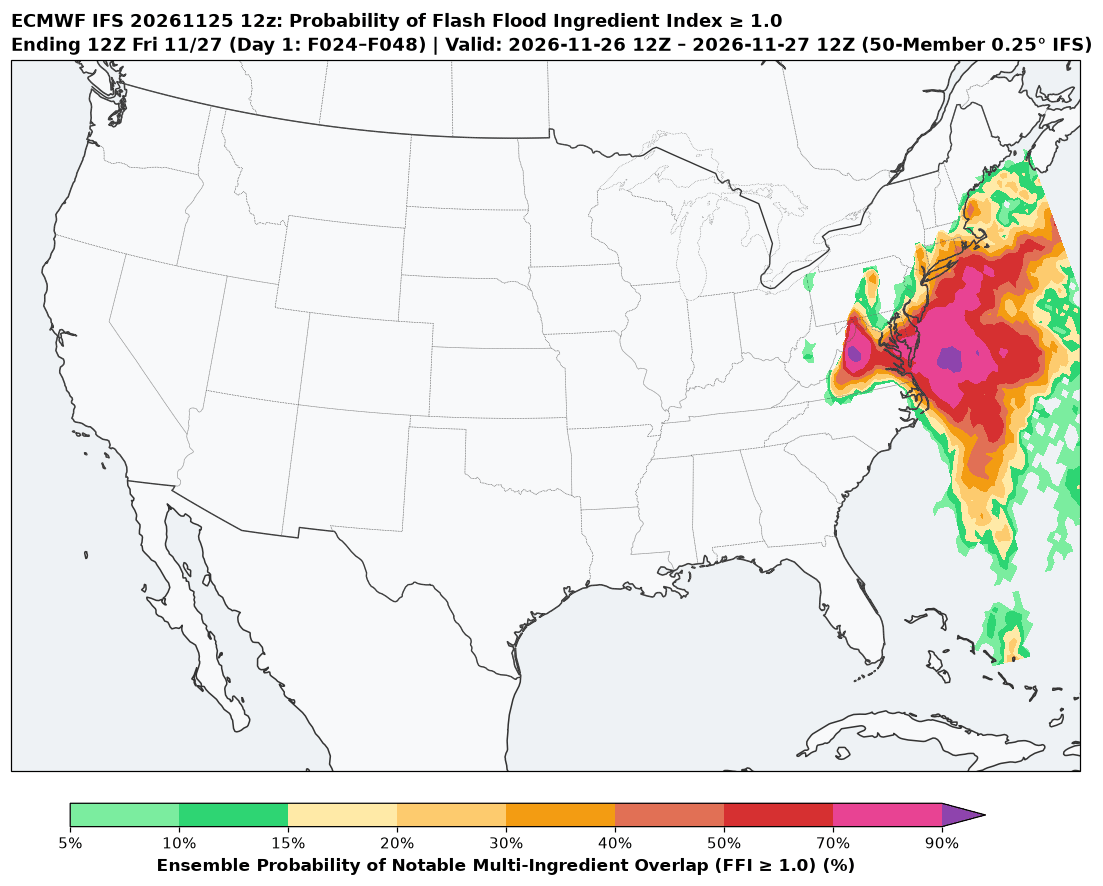 ECMWF IFS 20261125 12z: Probability of Flash Flood Ingredient Index ≥ 1.0
Ending 12Z Fri 11/27 (Day 1: F024–F048) | Valid: 2026-11-26 12Z – 2026-11-27 12Z (50-Member 0.25° IFS)
5% 10% 15% 20% 30% 40% 50% 70% 90%
Ensemble Probability of Notable Multi-Ingredient Overlap (FFI ≥ 1.0) (%)